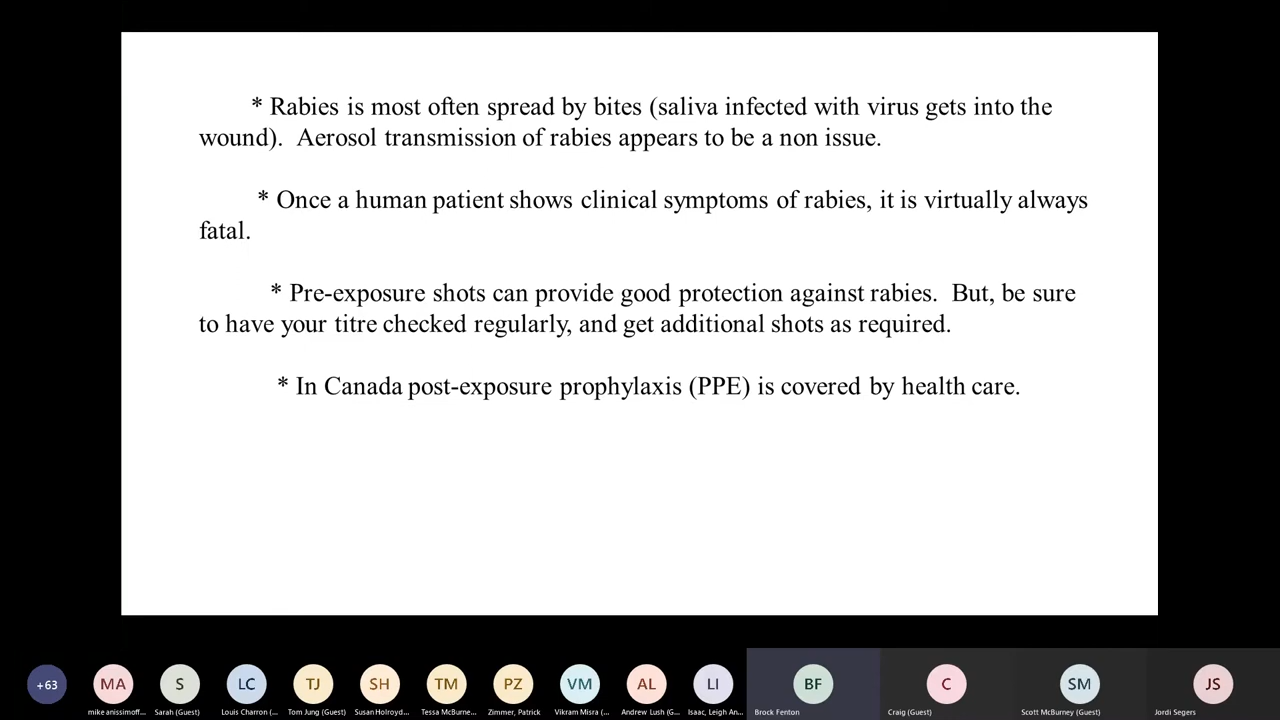 * Rabies is most often spread by bites (saliva infected with virus gets into the
wound). Aerosol transmission of rabies appears to be a non issue.
* Once a human patient shows clinical symptoms of rabies, it is virtually always
fatal.
* Pre-exposure shots can provide good protection against rabies. But, be sure
to have your titre checked regularly, and get additional shots as required.
* In Canada post-exposure prophylaxis (PPE) is covered by health care.
+63 MA S LC TJ SH TM PZ VM AL LI BF C SM JS
mike anissimoff... Sarah (Guest) Louis Charron (... Tom Jung (Guest) Susan Holroyd... Tessa McBurne... Zimmer, Patrick Vikram Misra (... Andrew Lush (G... Isaac, Leigh An... Brock Fenton Craig (Guest) Scott McBurney (Guest) Jordi Segers